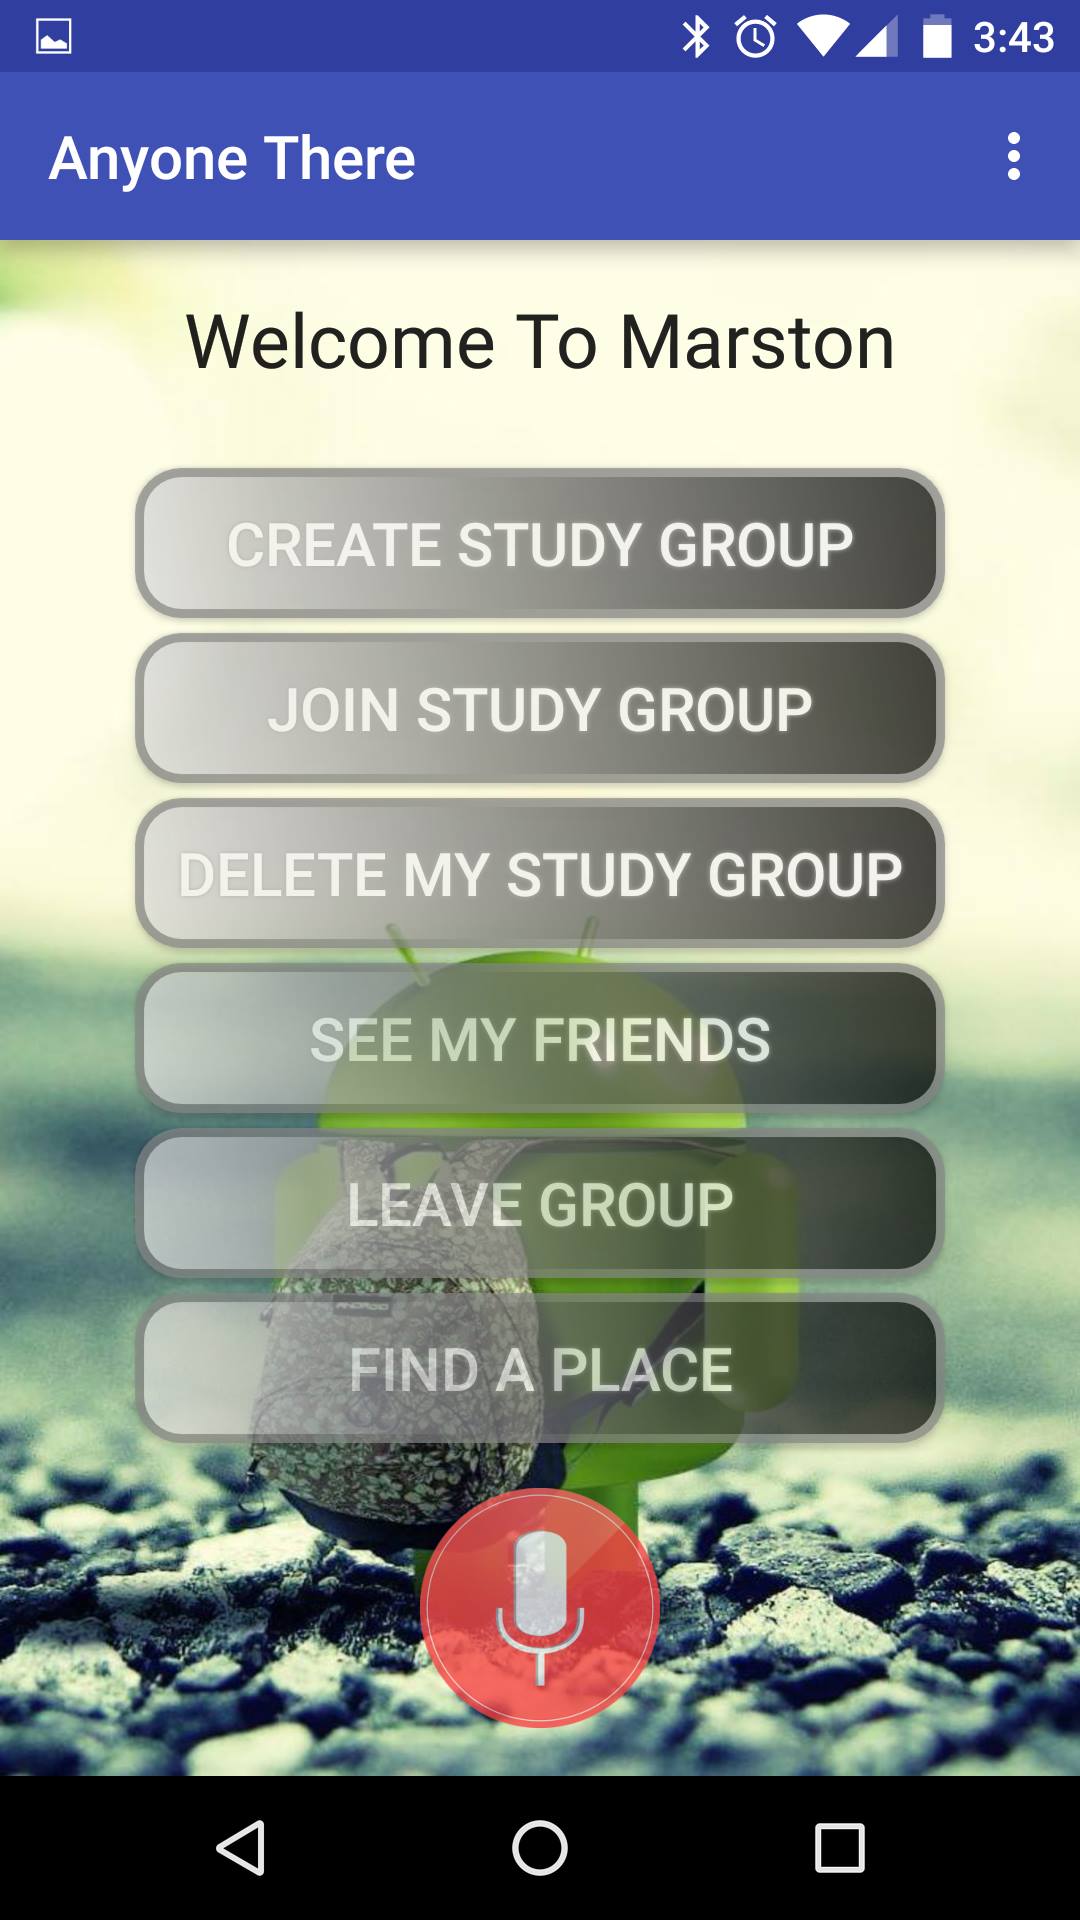 3:43
Anyone There
Welcome To Marston
CREATE STUDY GROUP
JOIN STUDY GROUP
DELETE MY STUDY GROUP
SEE MY FRIENDS
LEAVE GROUP
FIND A PLACE